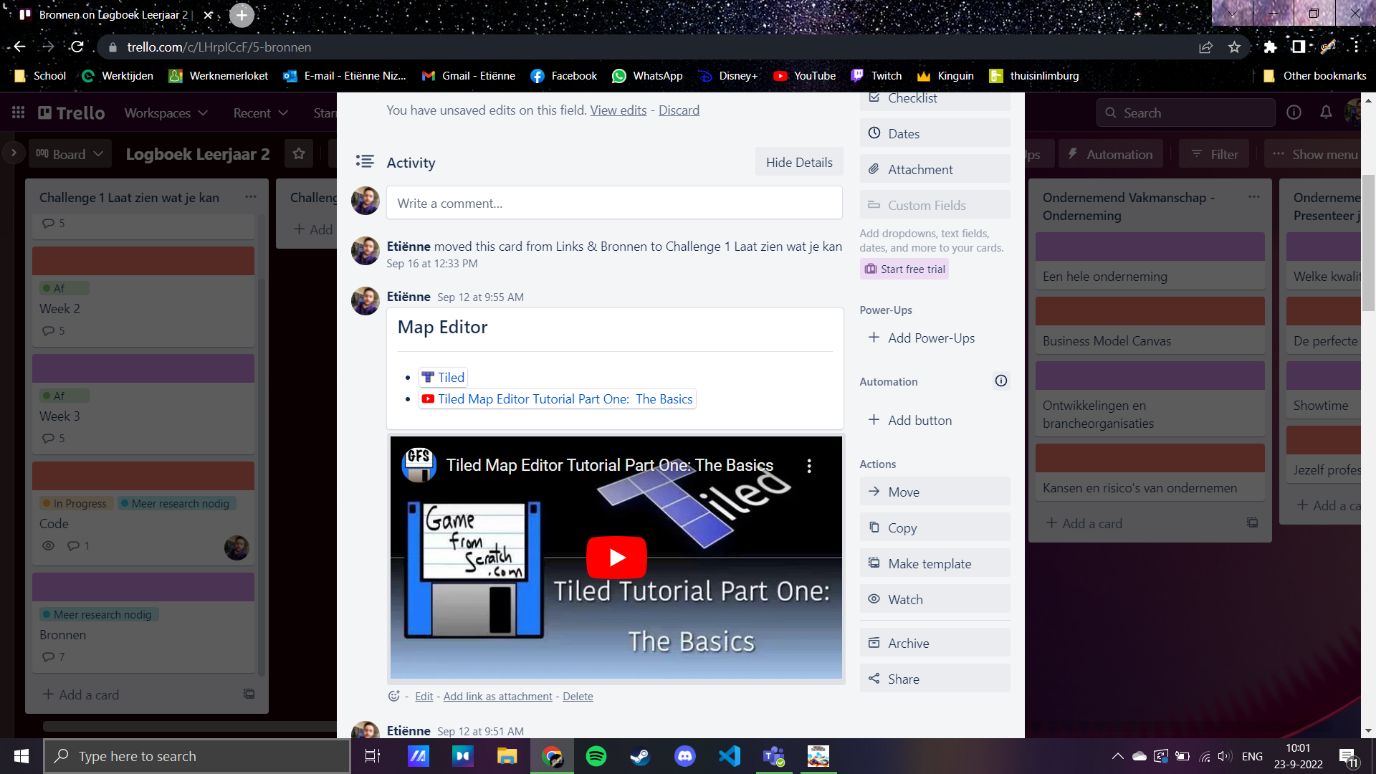 Bronnen on Logboek Leerjaar 2 |
trello.com/c/LHrpICcF/5-bronnen
School
Werktijden
Werknemerloket
E-mail - Etiënne Niz...
Gmail - Etiënne
Facebook
WhatsApp
Disney+
YouTube
Twitch
Kinguin
thuisinlimburg
Other bookmarks
Trello
Workspaces
Recent
Starr
Search
Board
Logboek Leerjaar 2
Ups
Automation
Filter
Show menu
Challenge 1 Laat zien wat je kan
5
Af
Week 2
5
Af
Week 3
5
In Progress
Meer research nodig
Code
1
Meer research nodig
Bronnen
7
Add a card
Challeng
Add
You have unsaved edits on this field. View edits - Discard
Activity
Hide Details
Write a comment...
Etiënne moved this card from Links & Bronnen to Challenge 1 Laat zien wat je kan
Sep 16 at 12:33 PM
Etiënne Sep 12 at 9:55 AM
Map Editor
Tiled
Tiled Map Editor Tutorial Part One: The Basics
GFS
Tiled Map Editor Tutorial Part One: The Basics
Tiled
Game
from
Scratch
.com
Tiled Tutorial Part One:
The Basics
- Edit - Add link as attachment - Delete
Etiënne Sep 12 at 9:51 AM
Checklist
Dates
Attachment
Custom Fields
Add dropdowns, text fields,
dates, and more to your cards.
Start free trial
Power-Ups
Add Power-Ups
Automation
Add button
Actions
Move
Copy
Make template
Watch
Archive
Share
Ondernemend Vakmanschap -
Onderneming
Een hele onderneming
Business Model Canvas
Ontwikkelingen en
brancheorganisaties
Kansen en risico's van ondernemen
Add a card
Onderneme
Presenteer j
Welke kwalit
De perfecte
Showtime
Jezelf profes
Add a ca
Type here to search
ENG
10:01
23-9-2022
11